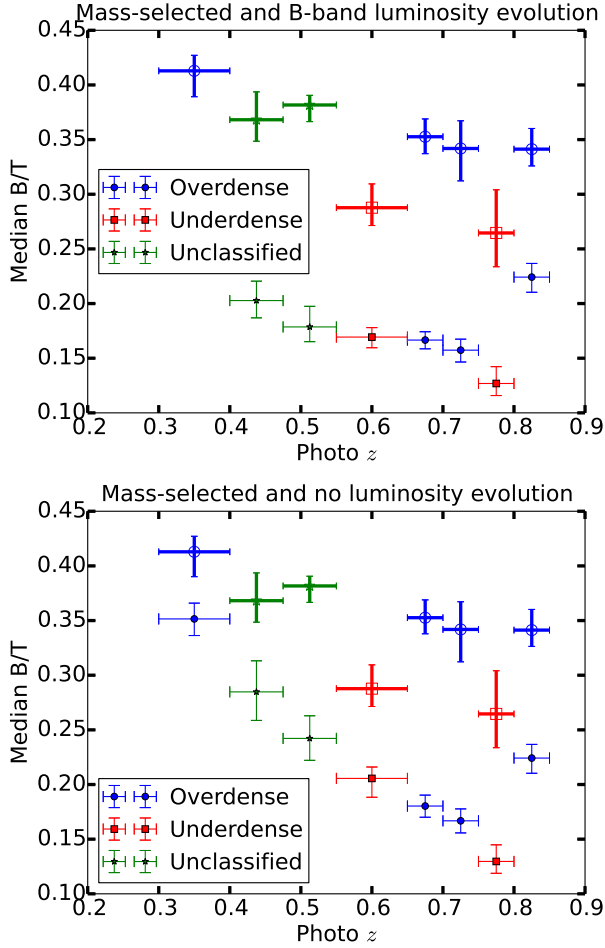 Mass-selected and B-band luminosity evolution
0.45
0.40
0.35
0.30
0.25
0.20
0.15
0.10
Median B/T
Overdense
Underdense
Unclassified
0.2 0.3 0.4 0.5 0.6 0.7 0.8 0.9
Photo z
Mass-selected and no luminosity evolution
0.45
0.40
0.35
0.30
0.25
0.20
0.15
0.10
Median B/T
Overdense
Underdense
Unclassified
0.2 0.3 0.4 0.5 0.6 0.7 0.8 0.9
Photo z